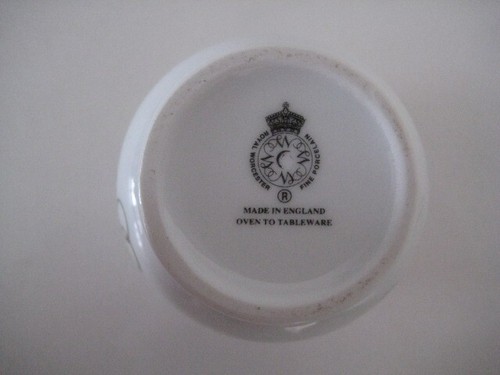 ROYAL WORCESTER
FINE PORCELAIN
®
MADE IN ENGLAND
OVEN TO TABLEWARE